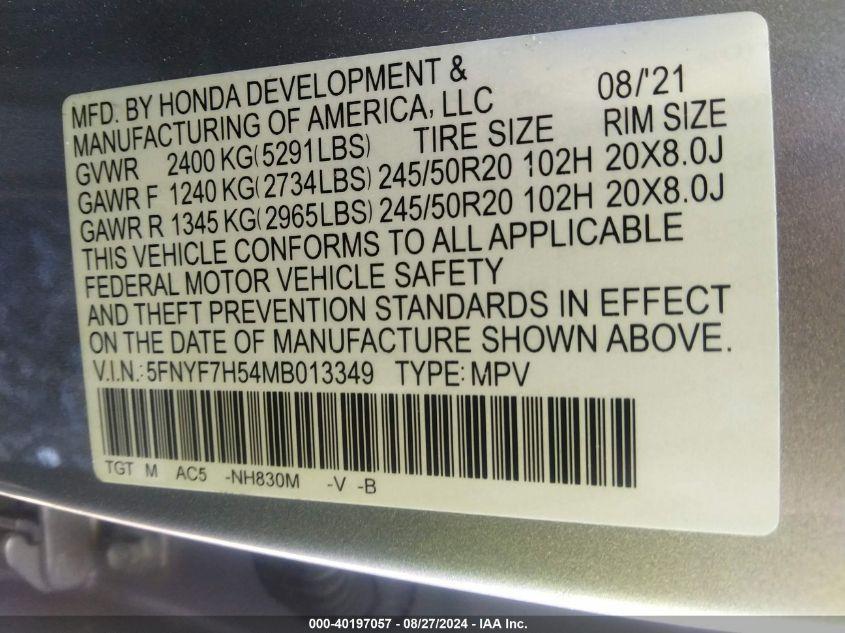 MFD. BY HONDA DEVELOPMENT & 08/'21
MANUFACTURING OF AMERICA, LLC
GVWR 2400 KG(5291LBS) TIRE SIZE RIM SIZE
GAWR F 1240 KG(2734LBS) 245/50R20 102H 20X8.0J
GAWR R 1345 KG(2965LBS) 245/50R20 102H 20X8.0J
THIS VEHICLE CONFORMS TO ALL APPLICABLE
FEDERAL MOTOR VEHICLE SAFETY
AND THEFT PREVENTION STANDARDS IN EFFECT
ON THE DATE OF MANUFACTURE SHOWN ABOVE.
V.I.N.: 5FNYF7H54MB013349 TYPE: MPV
TGT M AC5 -NH830M -V -B
000-40197057 - 08/27/2024 - IAA Inc.